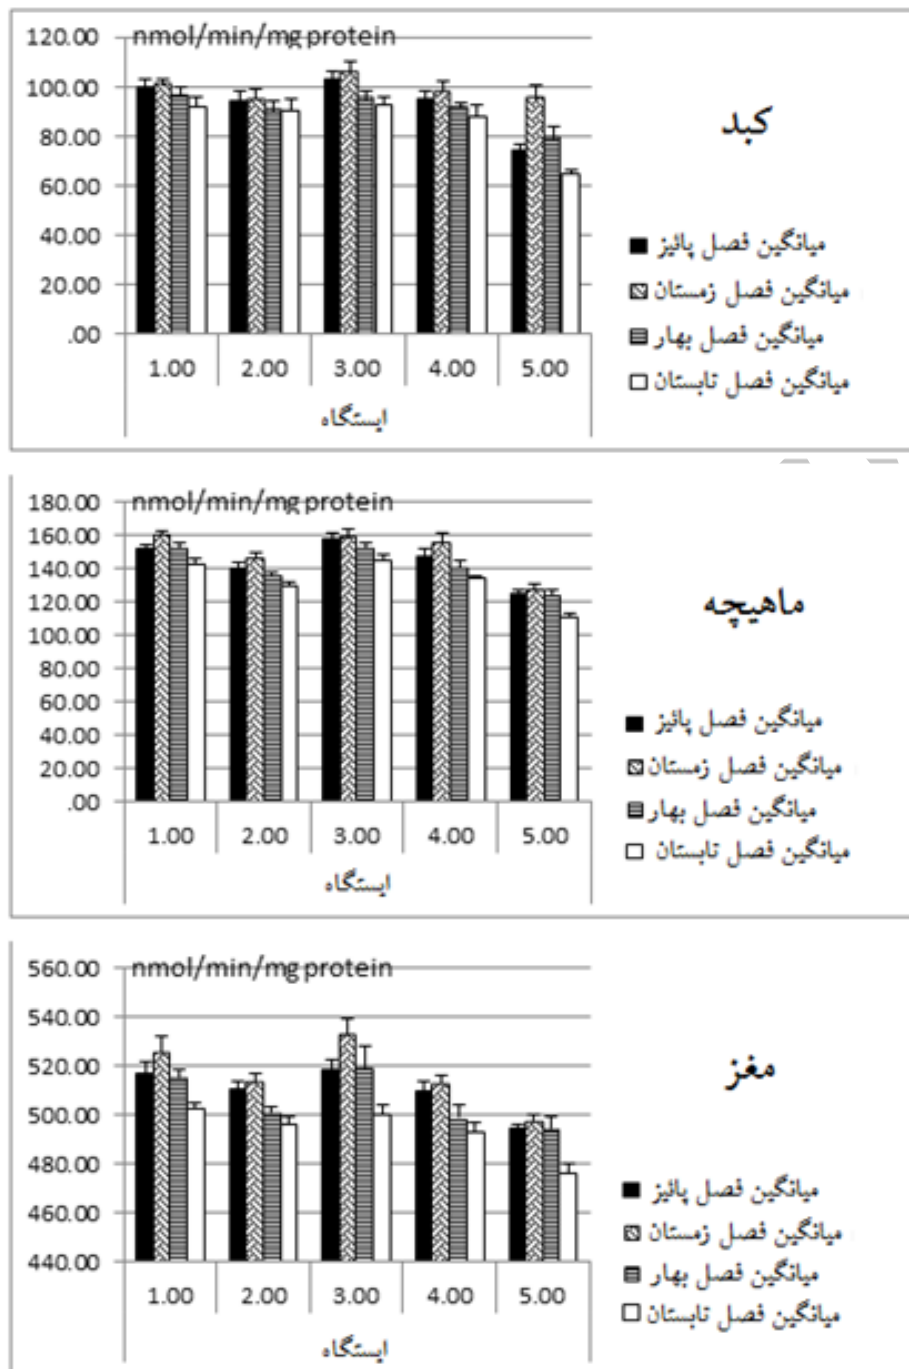 nmol/min/mg protein
120.00
100.00
80.00
60.00
40.00
20.00
.00
1.00 2.00 3.00 4.00 5.00
ایستگاه
کبد
میانگین فصل پائیز
میانگین فصل زمستان
میانگین فصل بهار
میانگین فصل تابستان
nmol/min/mg protein
180.00
160.00
140.00
120.00
100.00
80.00
60.00
40.00
20.00
.00
1.00 2.00 3.00 4.00 5.00
ایستگاه
ماهیچه
میانگین فصل پائیز
میانگین فصل زمستان
میانگین فصل بهار
میانگین فصل تابستان
nmol/min/mg protein
560.00
540.00
520.00
500.00
480.00
460.00
440.00
1.00 2.00 3.00 4.00 5.00
ایستگاه
مغز
میانگین فصل پائیز
میانگین فصل زمستان
میانگین فصل بهار
میانگین فصل تابستان